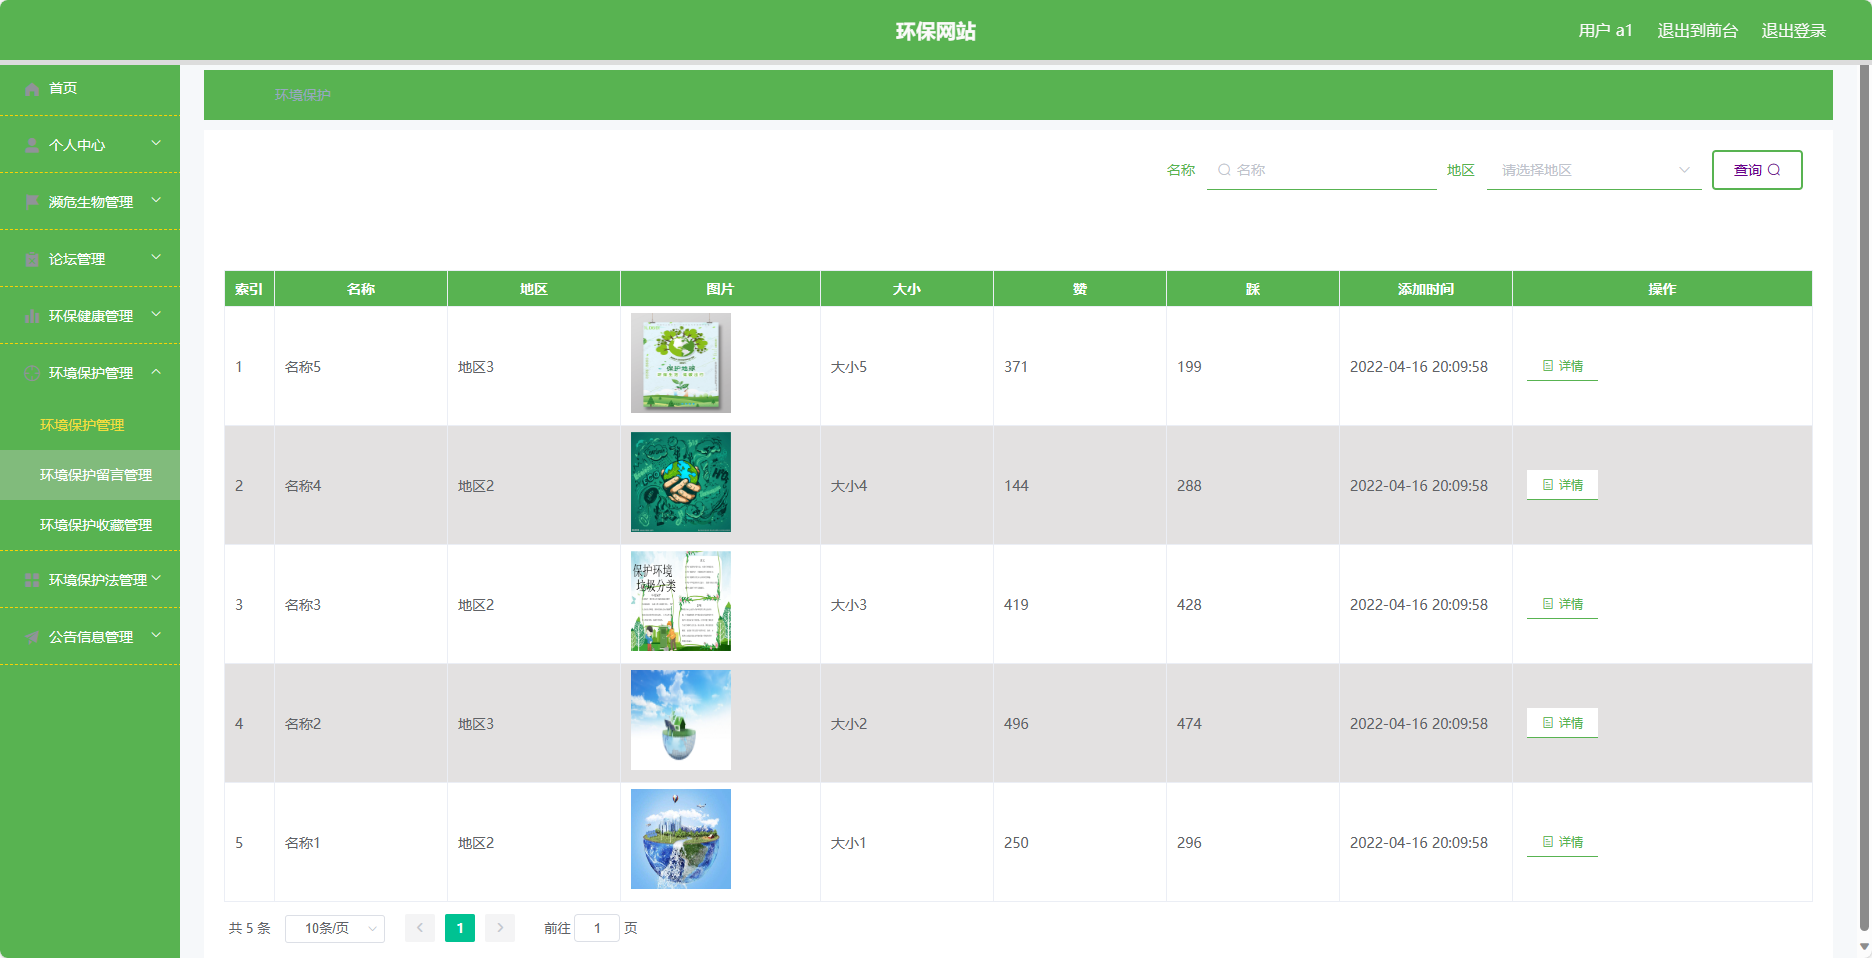 环保网站
用户 a1 退出到前台 退出登录
首页
个人中心
濒危生物管理
论坛管理
环保健康管理
环境保护管理
环境保护管理
环境保护留言管理
环境保护收藏管理
环境保护法管理
公告信息管理
环境保护
名称 名称 地区 请选择地区 查询
索引 名称 地区 图片 大小 赞 踩 添加时间 操作
1 名称5 地区3 大小5 371 199 2022-04-16 20:09:58 详情
保护地球
2 名称4 地区2 大小4 144 288 2022-04-16 20:09:58 详情
3 名称3 地区2 大小3 419 428 2022-04-16 20:09:58 详情
保护环境
垃圾分类
4 名称2 地区3 大小2 496 474 2022-04-16 20:09:58 详情
5 名称1 地区2 大小1 250 296 2022-04-16 20:09:58 详情
共 5 条 10条/页 1 前往 1 页